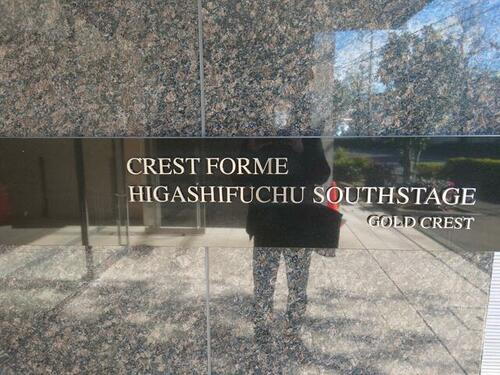 CREST FORME
HIGASHIFUCHU SOUTHSTAGE
GOLD CREST